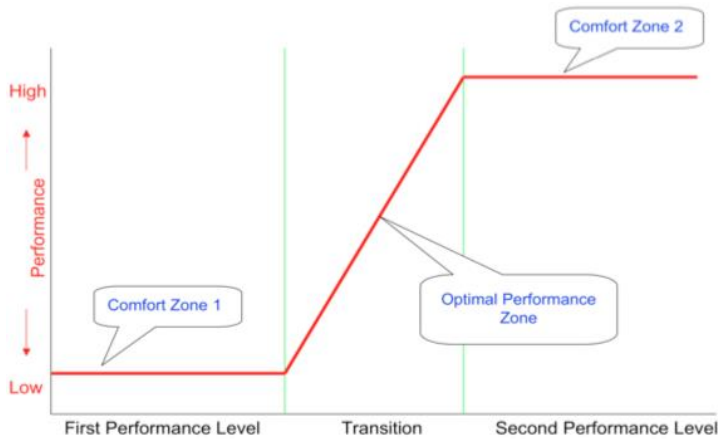 Comfort Zone 2
High
Performance
Comfort Zone 1
Optimal Performance
Zone
Low
First Performance Level
Transition
Second Performance Level